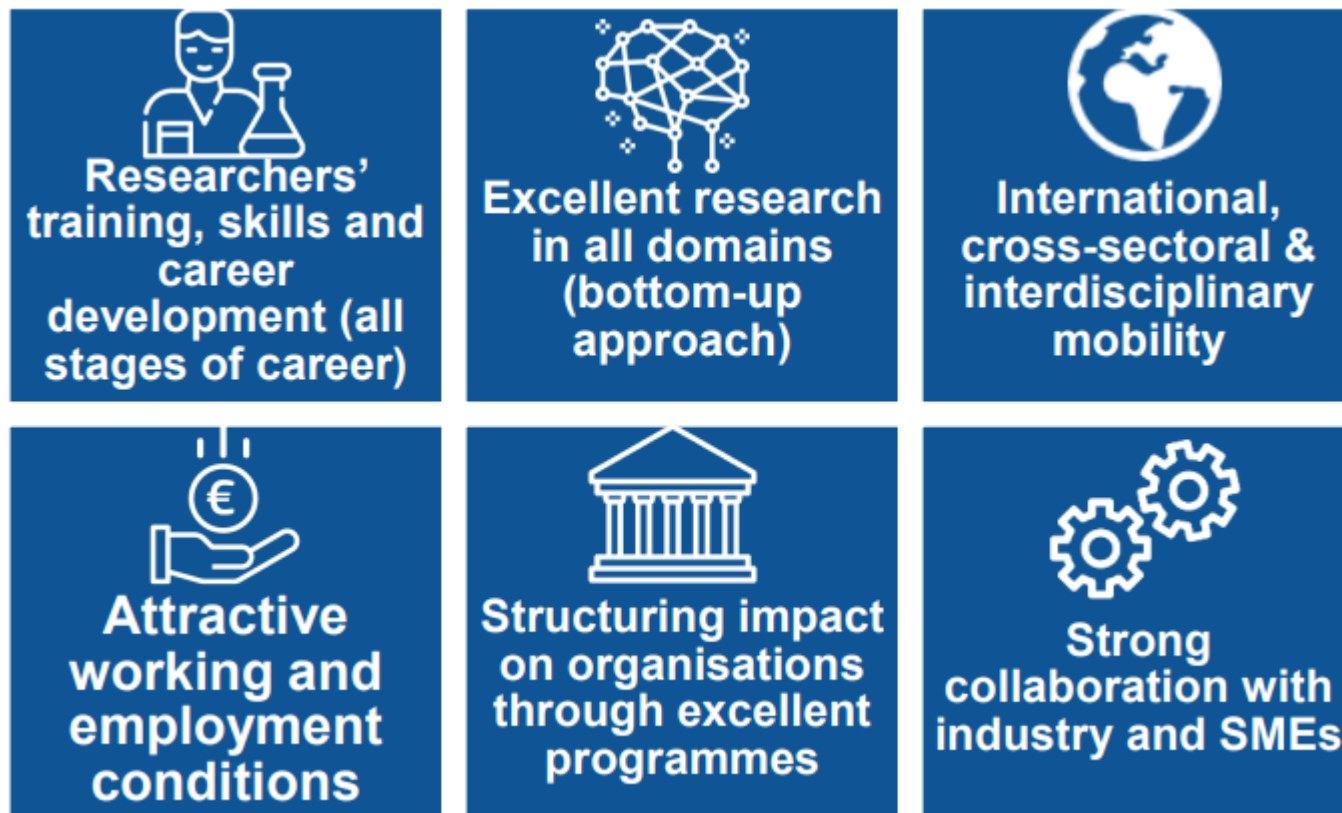 Researchers’
training, skills and
career
development (all
stages of career)
Excellent research
in all domains
(bottom-up
approach)
International,
cross-sectoral &
interdisciplinary
mobility
€
Attractive
working and
employment
conditions
Structuring impact
on organisations
through excellent
programmes
Strong
collaboration with
industry and SMEs